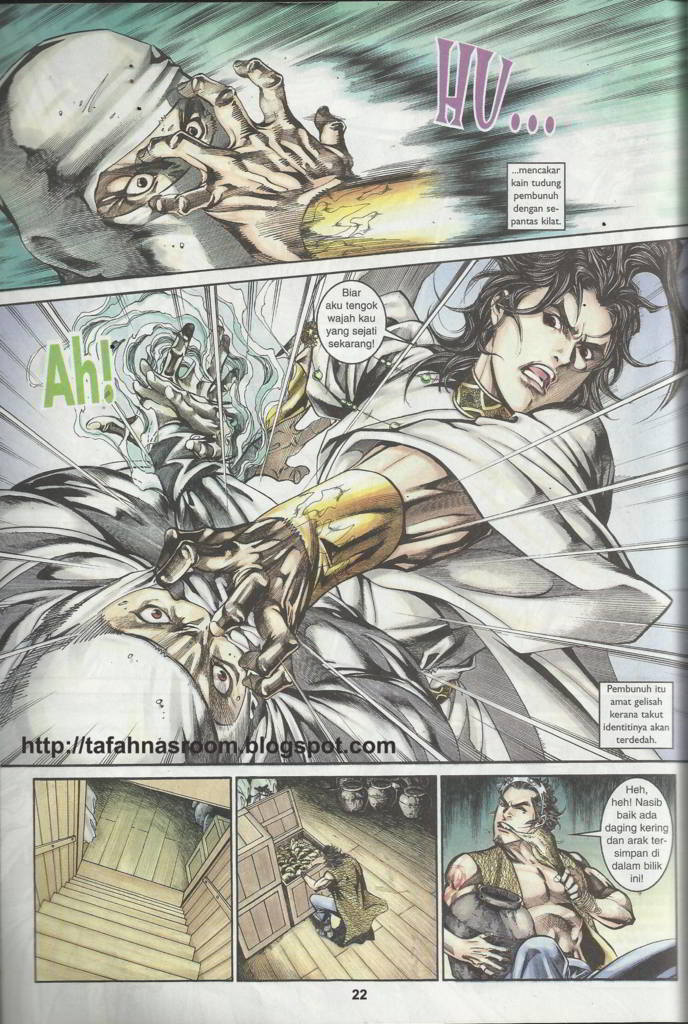 HU...
...mencakar
kain tudung
pembunuh
dengan se-
pantas kilat.
Biar
aku tengok
wajah kau
yang sejati
sekarang!
Ah!
Pembunuh itu
amat gelisah
kerana takut
identitinya akan
terdedah.
http://tafahnasroom.blogspot.com
Heh,
heh! Nasib
baik ada
daging kering
dan arak ter-
simpan di
dalam bilik
ini!
22